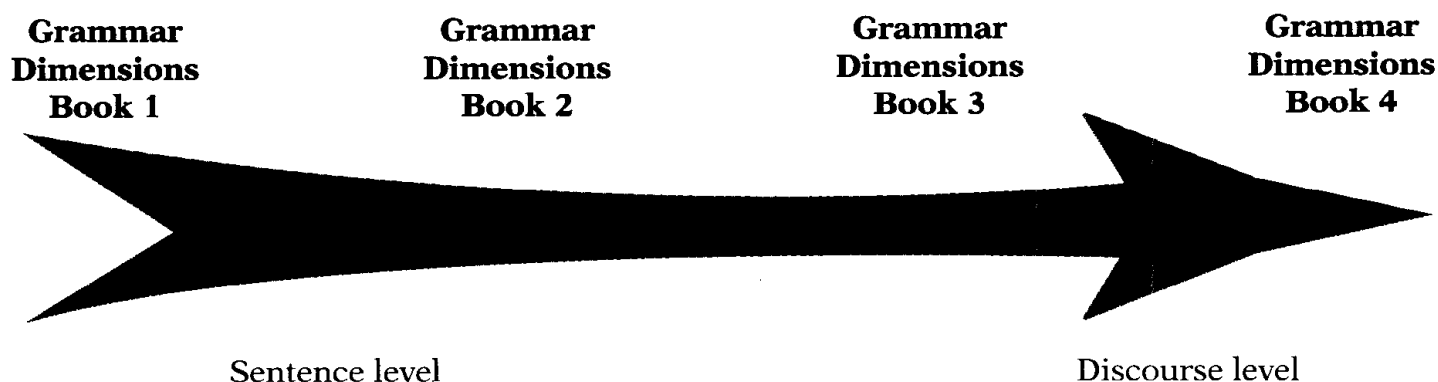 Grammar
Dimensions
Book 1
Grammar
Dimensions
Book 2
Grammar
Dimensions
Book 3
Grammar
Dimensions
Book 4
Sentence level
Discourse level